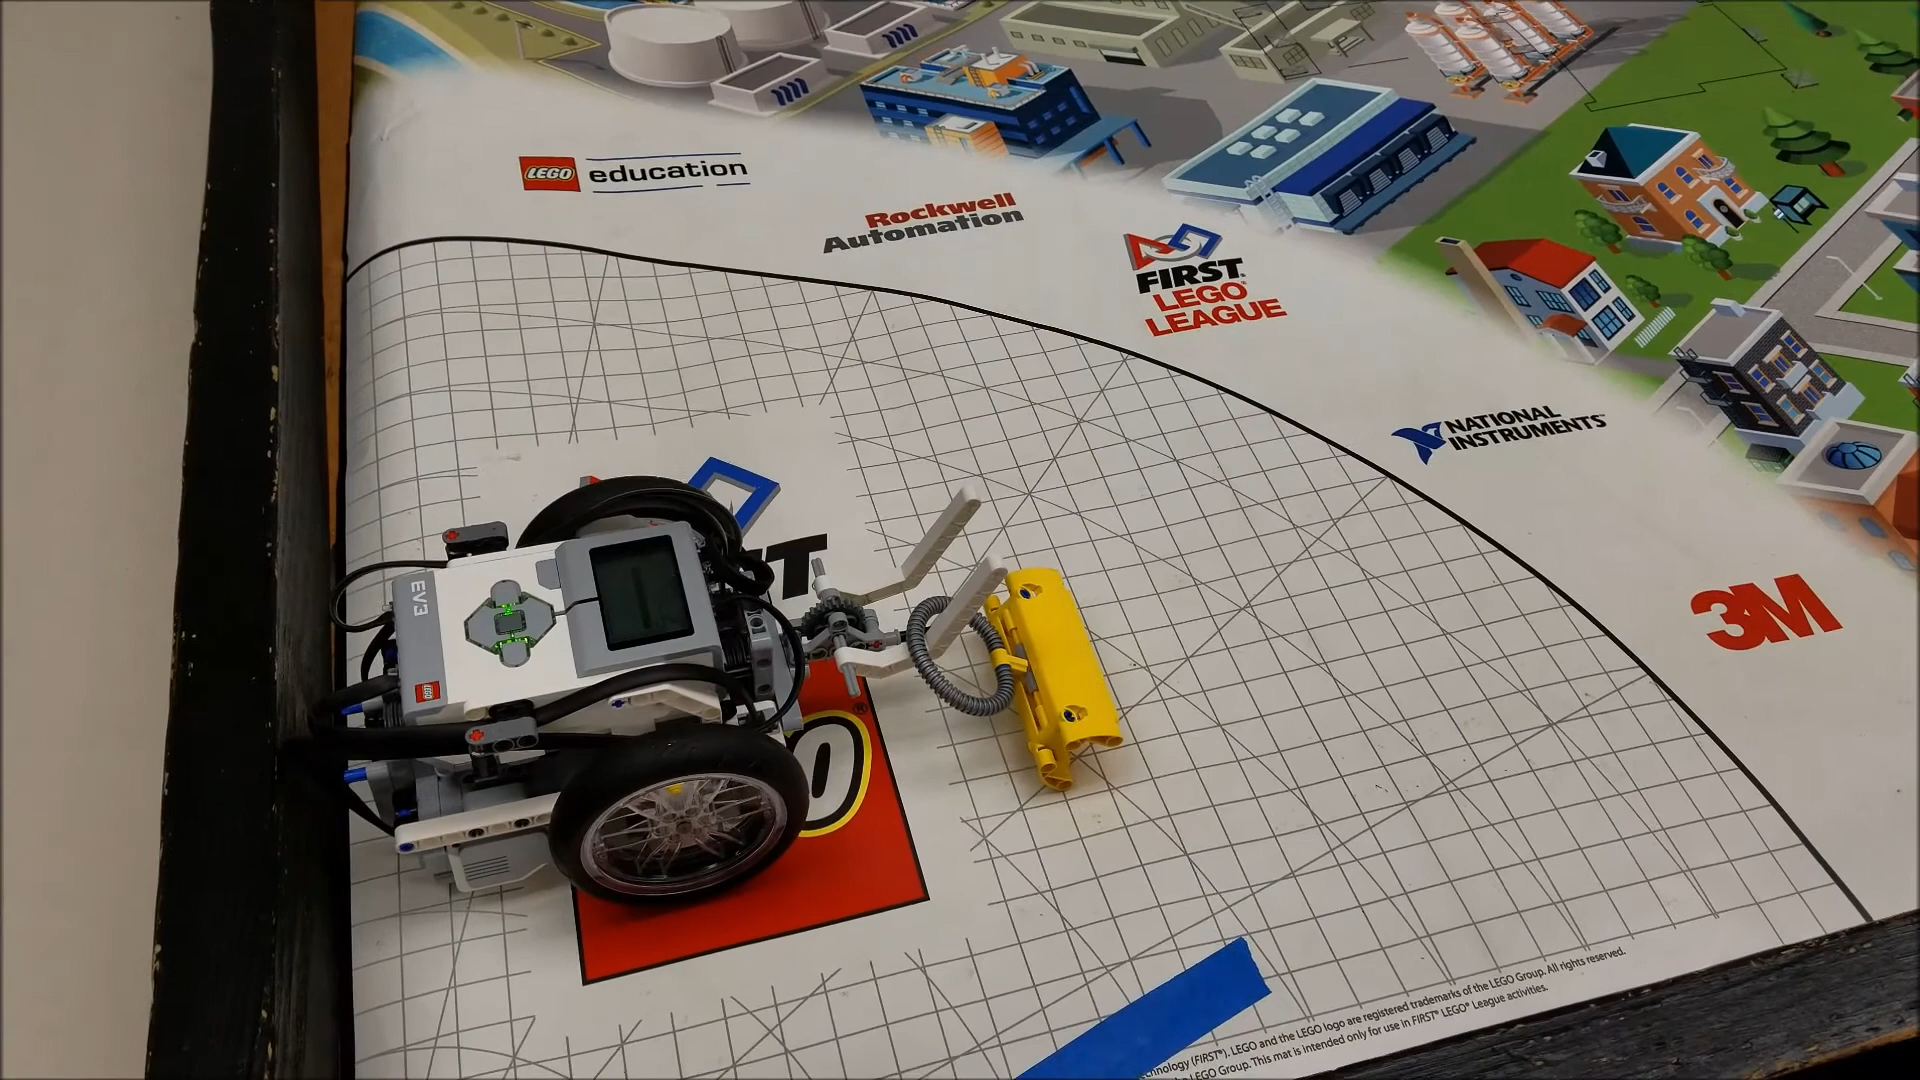 LEGO education
Rockwell
Automation
FIRST
LEGO
LEAGUE
NATIONAL
INSTRUMENTS
3M
EV3
LEGO
(FIRST®). LEGO and the LEGO logo are registered trademarks of the LEGO Group. All rights reserved.
LEGO Group. This mat is intended only for use in FIRST® LEGO® League activities.